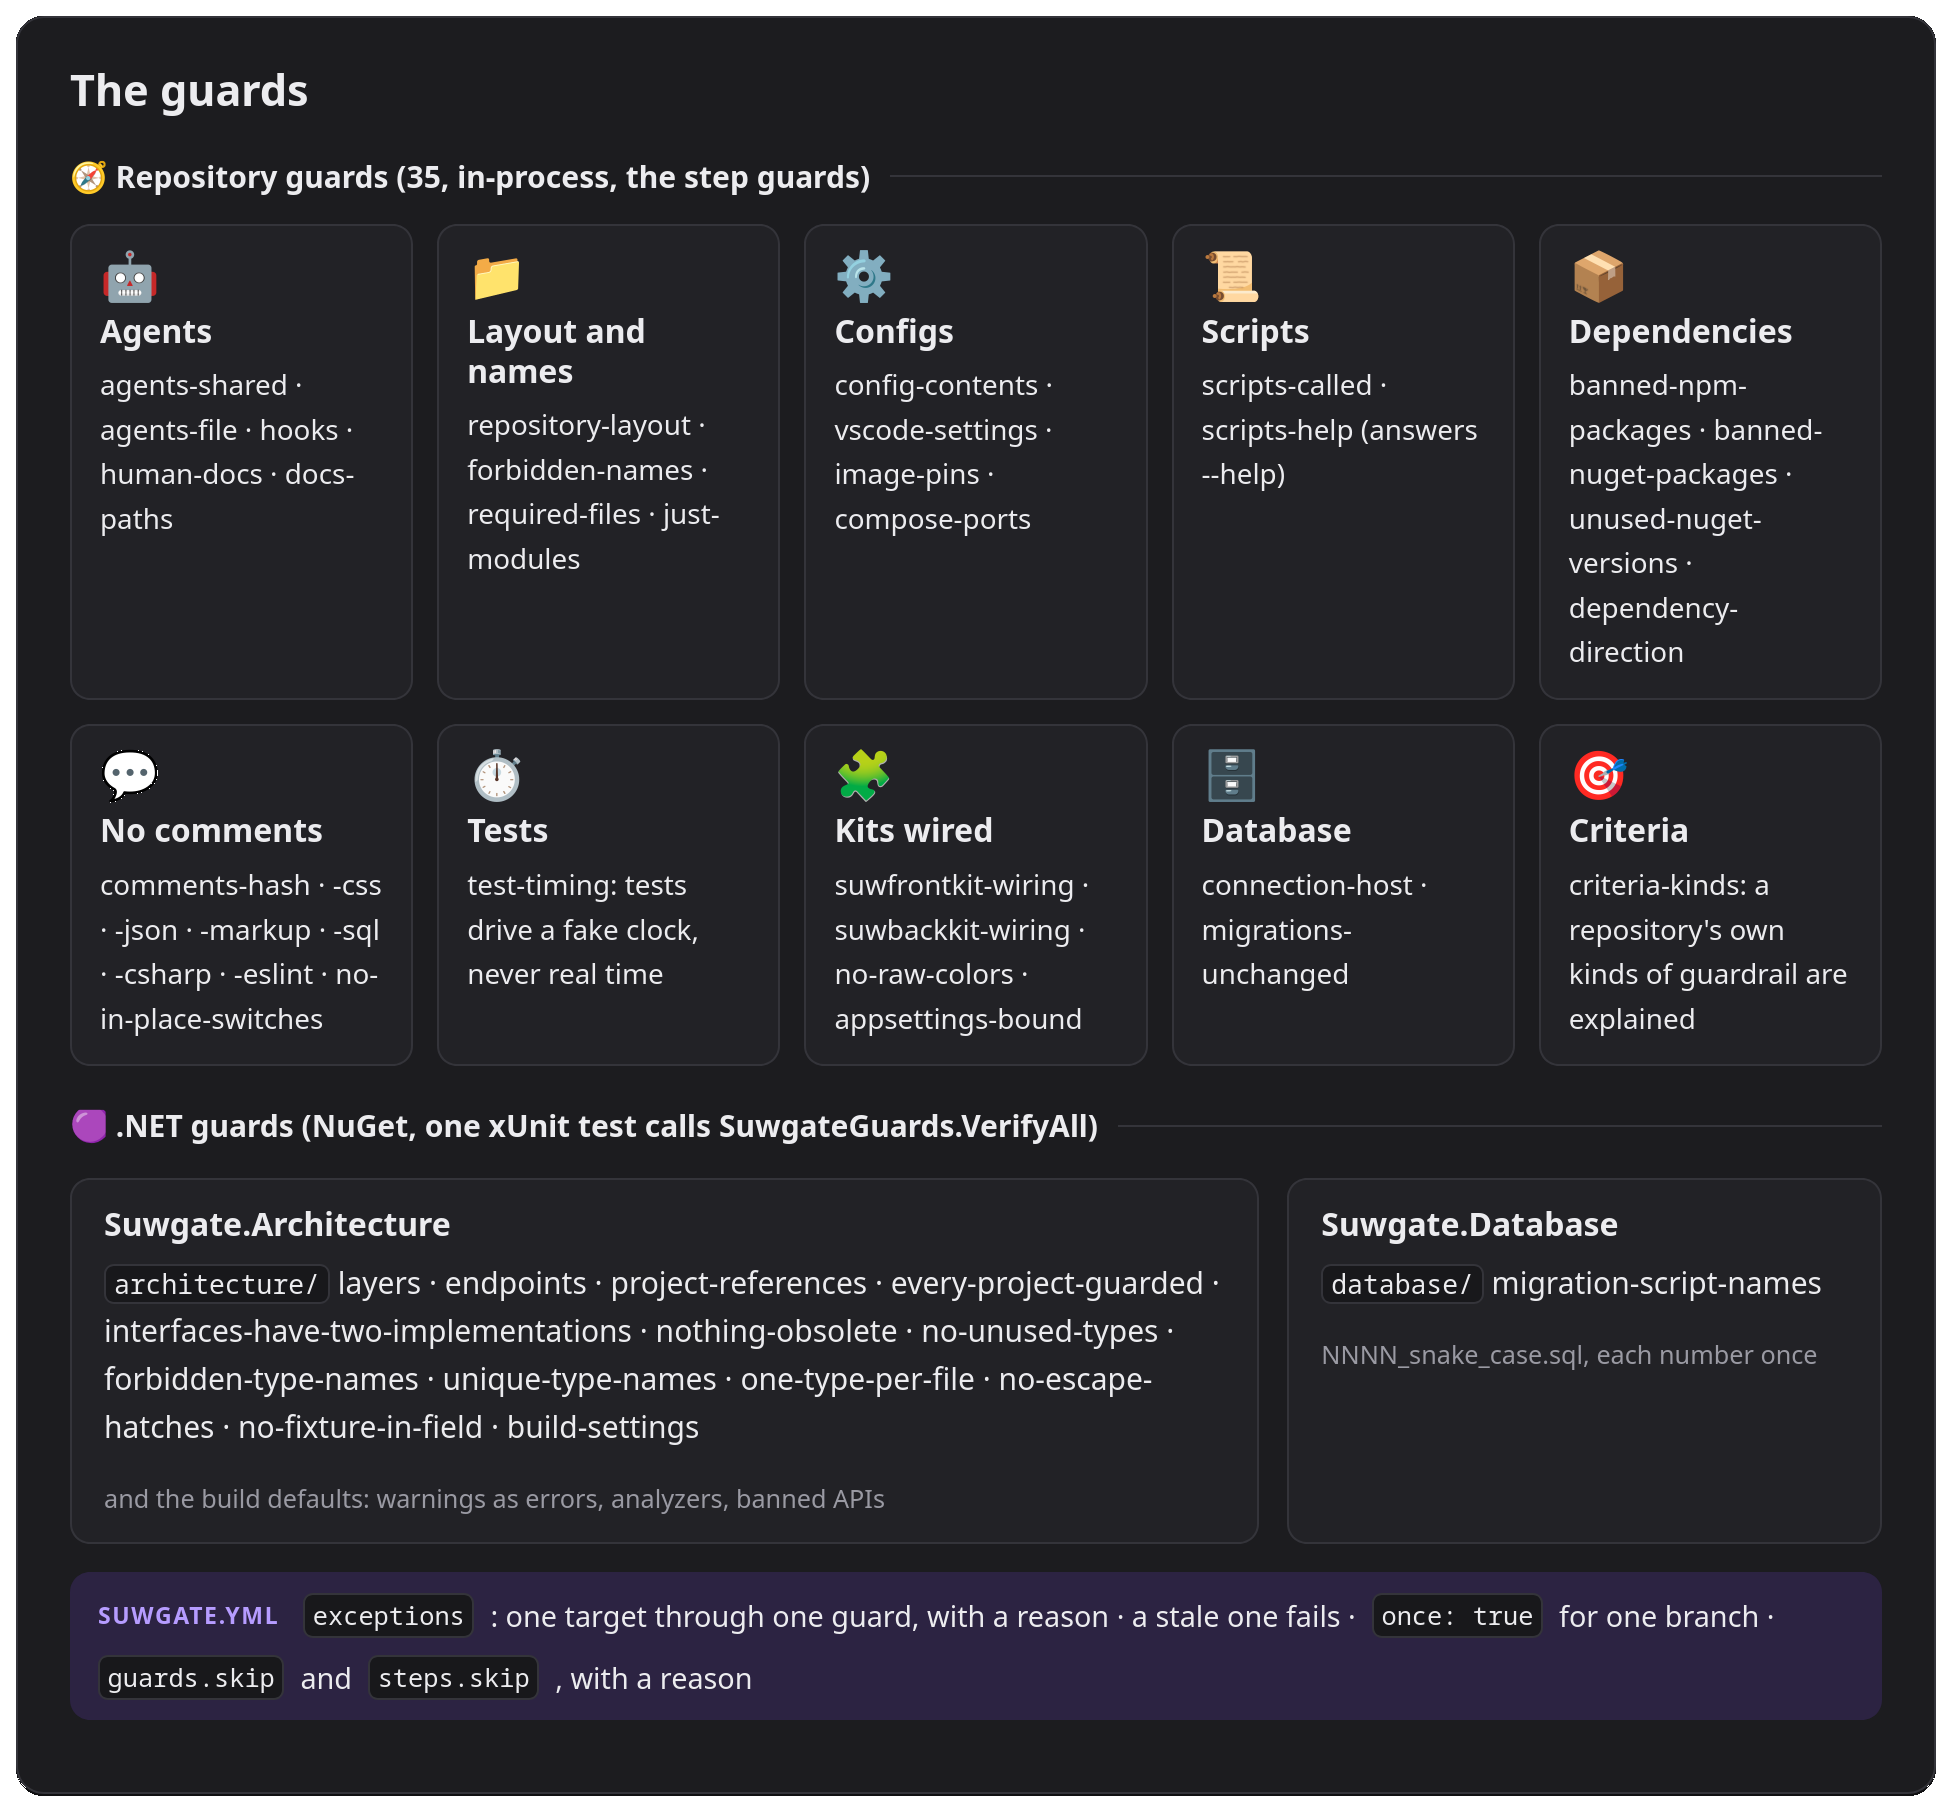 The guards
Repository guards (35, in-process, the step guards)
Agents
agents-shared ·
agents-file · hooks ·
human-docs · docs-
paths
Layout and
names
repository-layout ·
forbidden-names ·
required-files · just-
modules
Configs
config-contents ·
vscode-settings ·
image-pins ·
compose-ports
Scripts
scripts-called ·
scripts-help (answers
--help)
Dependencies
banned-npm-
packages · banned-
nuget-packages ·
unused-nuget-
versions ·
dependency-
direction
No comments
comments-hash · -css
· -json · -markup · -sql
· -csharp · -eslint · no-
in-place-switches
Tests
test-timing: tests
drive a fake clock,
never real time
Kits wired
suwfrontkit-wiring ·
suwbackkit-wiring ·
no-raw-colors ·
appsettings-bound
Database
connection-host ·
migrations-
unchanged
Criteria
criteria-kinds: a
repository's own
kinds of guardrail are
explained
.NET guards (NuGet, one xUnit test calls SuwgateGuards.VerifyAll)
Suwgate.Architecture
architecture/ layers · endpoints · project-references · every-project-guarded ·
interfaces-have-two-implementations · nothing-obsolete · no-unused-types ·
forbidden-type-names · unique-type-names · one-type-per-file · no-escape-
hatches · no-fixture-in-field · build-settings
and the build defaults: warnings as errors, analyzers, banned APIs
Suwgate.Database
database/ migration-script-names
NNNN_snake_case.sql, each number once
SUWGATE.YML exceptions : one target through one guard, with a reason · a stale one fails · once: true for one branch ·
guards.skip and steps.skip , with a reason